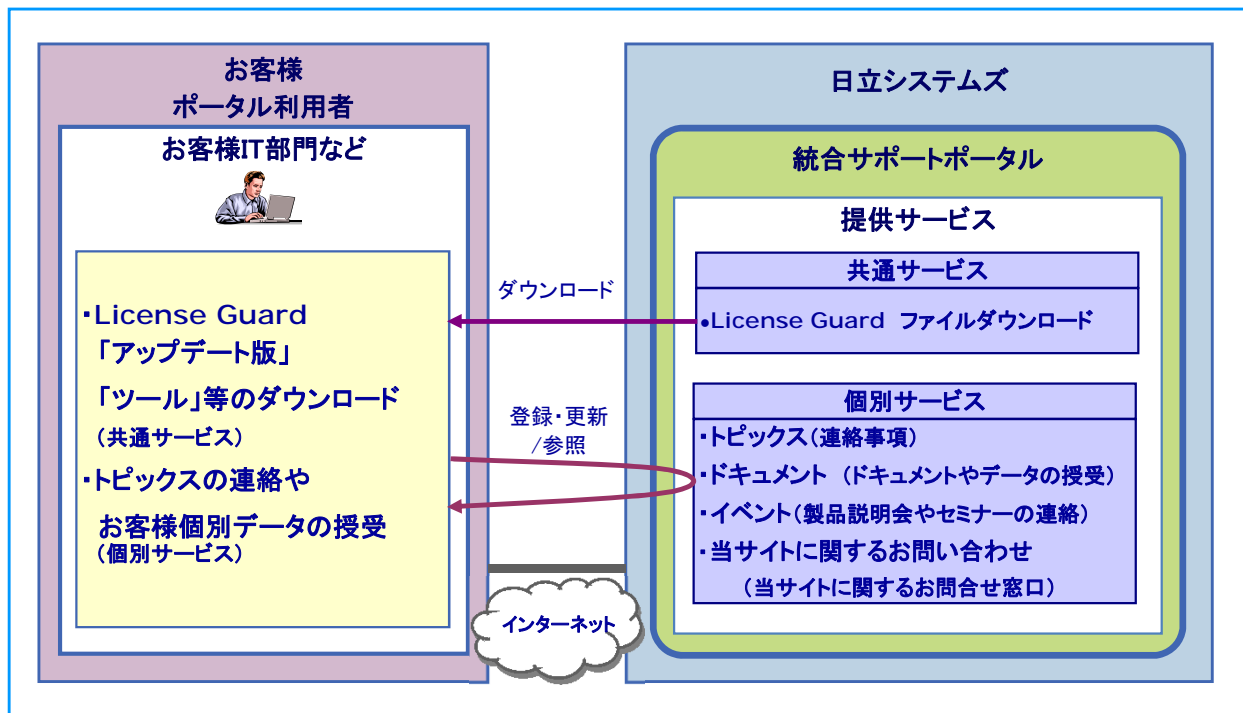 お客様
ポータル利用者
お客様IT部門など
・License Guard
「アップデート版」
「ツール」等のダウンロード
（共通サービス）
・トピックスの連絡や
お客様個別データの授受
（個別サービス）
ダウンロード
登録・更新
/参照
インターネット
日立システムズ
統合サポートポータル
提供サービス
共通サービス
●License Guard ファイルダウンロード
個別サービス
・トピックス（連絡事項）
・ドキュメント （ドキュメントやデータの授受）
・イベント（製品説明会やセミナーの連絡）
・当サイトに関するお問い合わせ
（当サイトに関するお問合せ窓口）